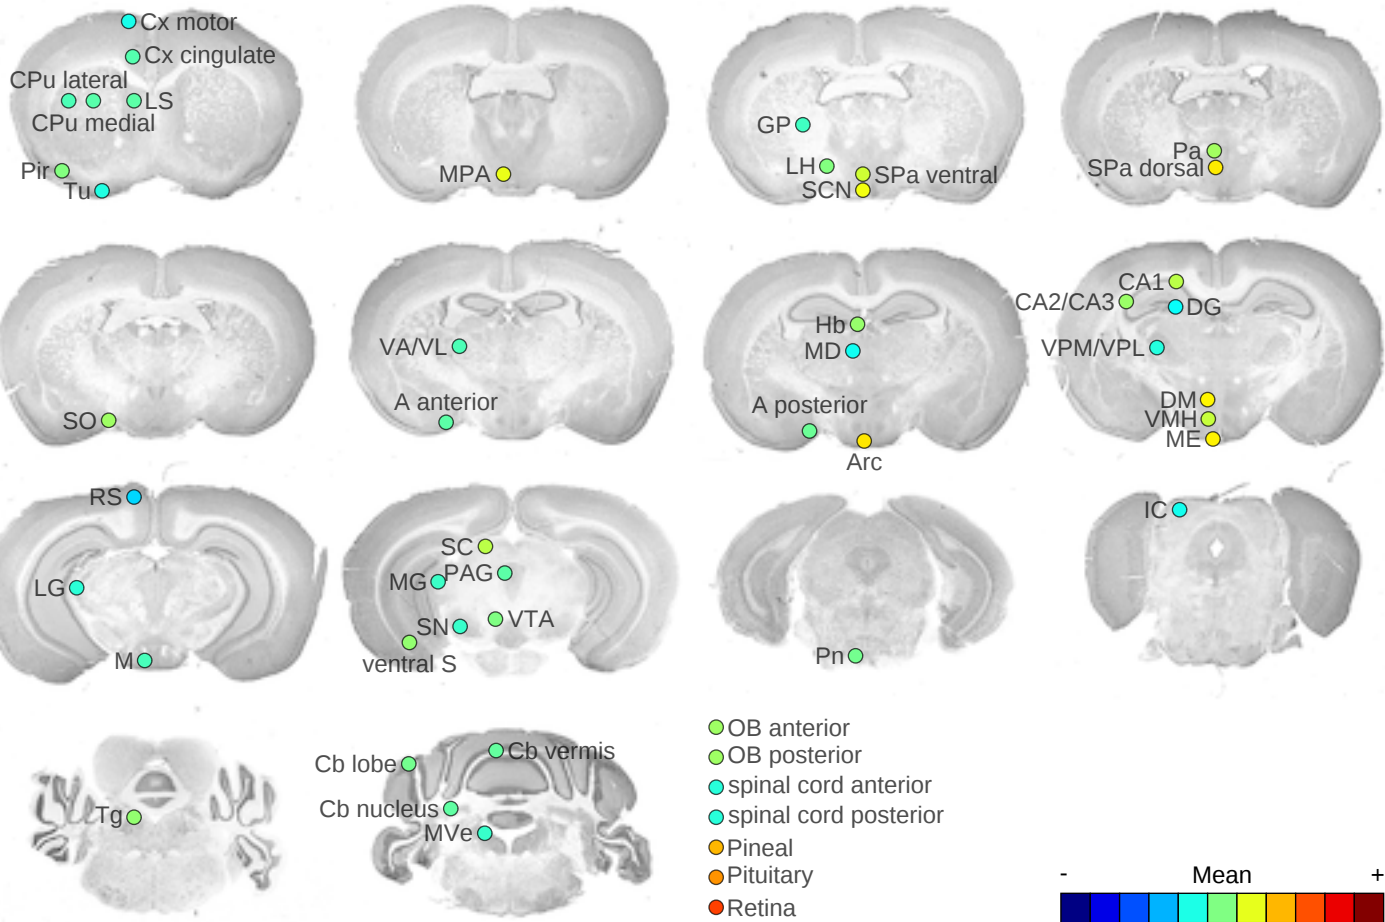 Cx motor
Cx cingulate
CPu lateral
LS
CPu medial
Pir
Tu
MPA
GP
LH
SPa ventral
SCN
Pa
SPa dorsal
SO
VA/VL
A anterior
Hb
MD
A posterior
Arc
CA1
CA2/CA3
DG
VPM/VPL
DM
VMH
ME
RS
LG
M
SC
PAG
MG
VTA
SN
ventral S
Pn
IC
Tg
Cb lobe
Cb vermis
Cb nucleus
MVe
OB anterior
OB posterior
spinal cord anterior
spinal cord posterior
Pineal
Pituitary
Retina
- Mean +